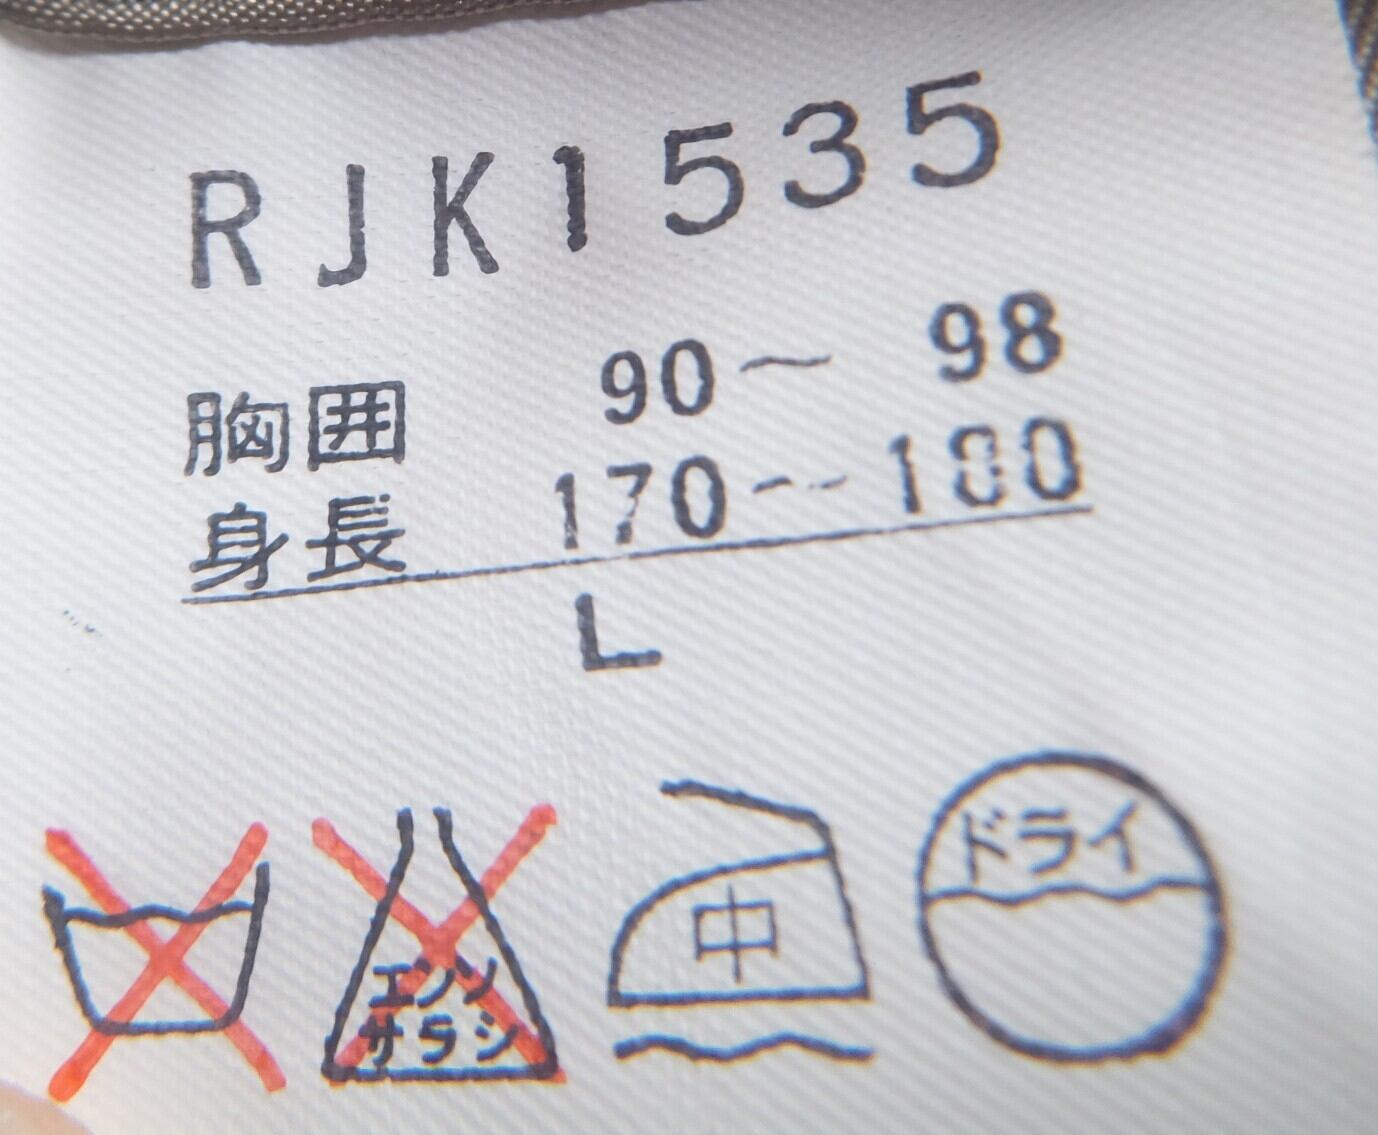 RJK1535
胸囲 90～ 98
身長 170～180
L
エンソ
サラシ
中
ドライ